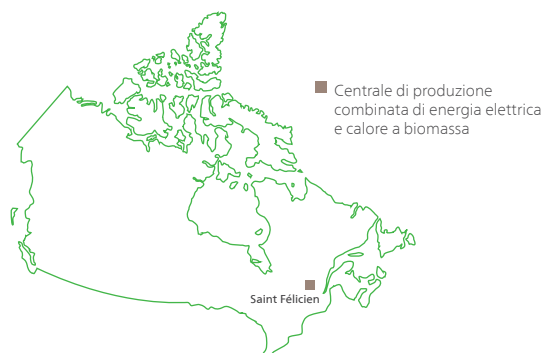 Centrale di produzione
combinata di energia elettrica
e calore a biomassa
Saint Félicien